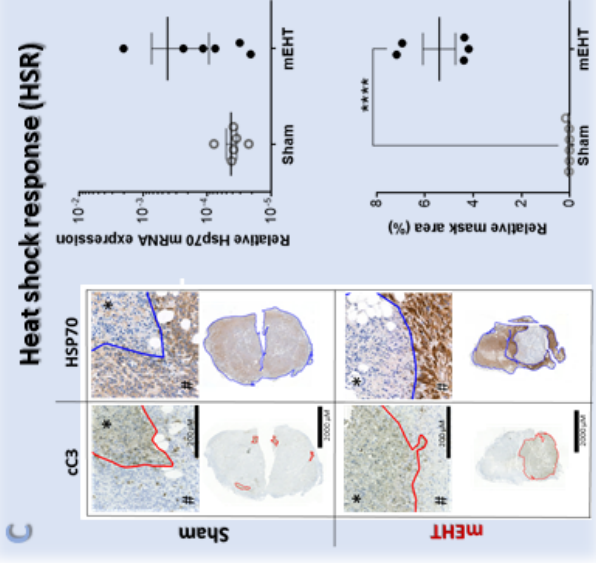 C
Heat shock response (HSR)
cC3
HSP70
Sham
*
#
200 µM
*
#
2000 µM
mEHT
*
#
200 µM
*
#
2000 µM
Relative Hsp70 mRNA expression
10-2
10-3
10-4
10-5
Sham
mEHT
Relative mask area (%)
8
6
4
2
0
****
Sham
mEHT